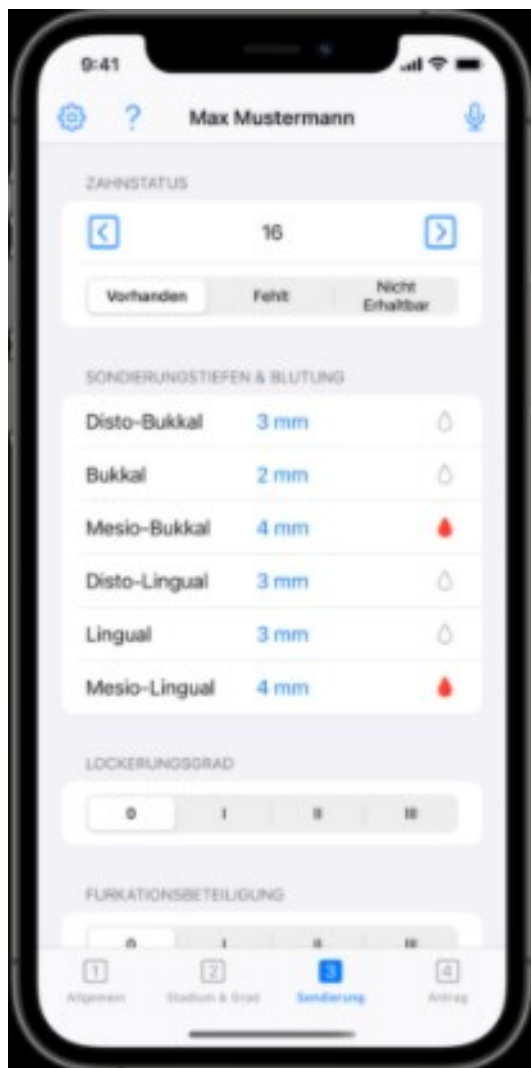 9:41
? Max Mustermann
ZAHNSTATUS
16
Vorhanden Fehlt Nicht Erhaltbar
SONDIERUNGSTIEFEN & BLUTUNG
Disto-Bukkal 3 mm
Bukkal 2 mm
Mesio-Bukkal 4 mm
Disto-Lingual 3 mm
Lingual 3 mm
Mesio-Lingual 4 mm
LOCKERUNGSGRAD
0 I II III
FURKATIONSBETEILIGUNG
0 I II III
1 2 3 4
Allgemein Stadium & Grad Sondierung Antrag